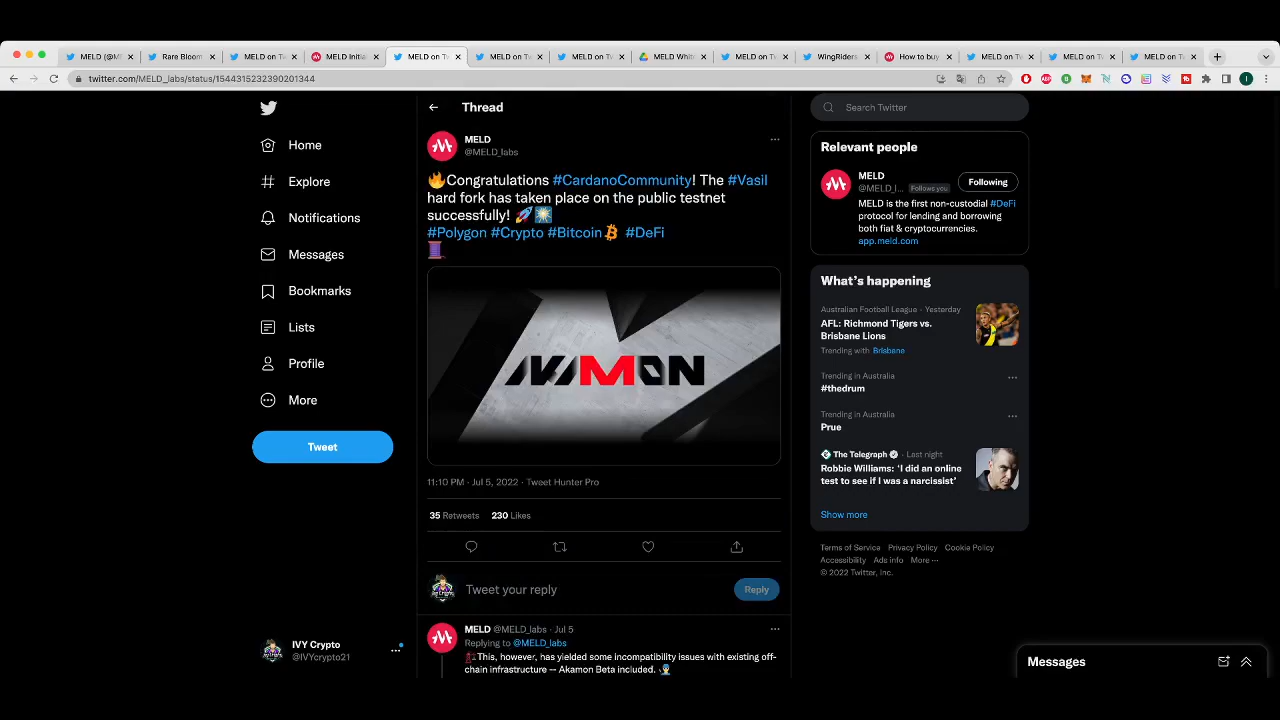 MELD (@ME
Rare Bloom
MELD on Tw
MELD Initia
MELD on Tw
MELD on Tw
MELD on Tw
MELD Whit
MELD on Tw
WingRiders
How to buy
MELD on Tw
MELD on Tw
MELD on Tw
twitter.com/MELD_labs/status/1544315232390201344
Home
Explore
Notifications
Messages
Bookmarks
Lists
Profile
More
Tweet
IVY Crypto
@IVYcrypto21
Thread
MELD
@MELD_labs
🔥Congratulations #CardanoCommunity! The #Vasil
hard fork has taken place on the public testnet
successfully! 🚀🎇
#Polygon #Crypto #Bitcoin #DeFi
🧵
11:10 PM · Jul 5, 2022 · Tweet Hunter Pro
35 Retweets 230 Likes
Tweet your reply
Reply
MELD @MELD_labs · Jul 5
Replying to @MELD_labs
This, however, has yielded some incompatibility issues with existing off-
chain infrastructure -- Akamon Beta included.
Search Twitter
Relevant people
MELD
@MELD_l... Follows you
Following
MELD is the first non-custodial #DeFi
protocol for lending and borrowing
both fiat & cryptocurrencies.
app.meld.com
What's happening
Australian Football League · Yesterday
AFL: Richmond Tigers vs.
Brisbane Lions
Trending with Brisbane
Trending in Australia
#thedrum
Trending in Australia
Prue
The Telegraph · Last night
Robbie Williams: 'I did an online
test to see if I was a narcissist'
Show more
Terms of Service Privacy Policy Cookie Policy
Accessibility Ads info More ···
© 2022 Twitter, Inc.
Messages